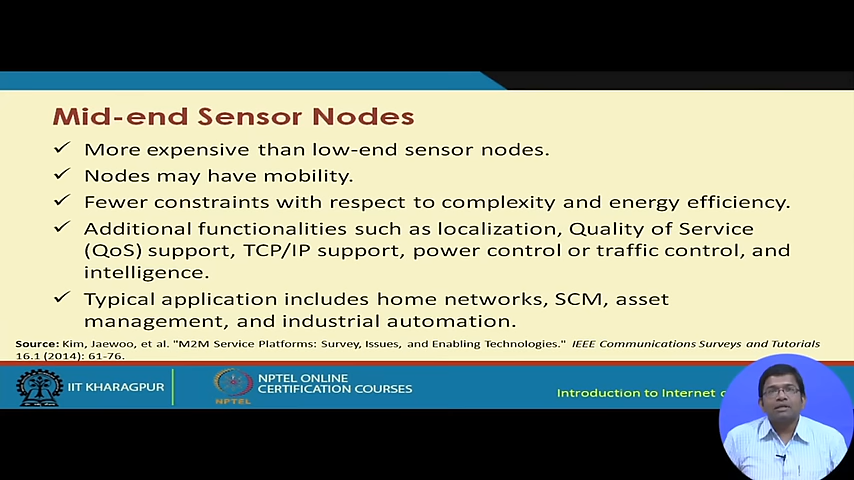 Mid-end Sensor Nodes
✓ More expensive than low-end sensor nodes.
✓ Nodes may have mobility.
✓ Fewer constraints with respect to complexity and energy efficiency.
✓ Additional functionalities such as localization, Quality of Service
(QoS) support, TCP/IP support, power control or traffic control, and
intelligence.
✓ Typical application includes home networks, SCM, asset
management, and industrial automation.
Source: Kim, Jaewoo, et al. "M2M Service Platforms: Survey, Issues, and Enabling Technologies." IEEE Communications Surveys and Tutorials
16.1 (2014): 61-76.
IIT KHARAGPUR
NPTEL
NPTEL ONLINE
CERTIFICATION COURSES
Introduction to Internet